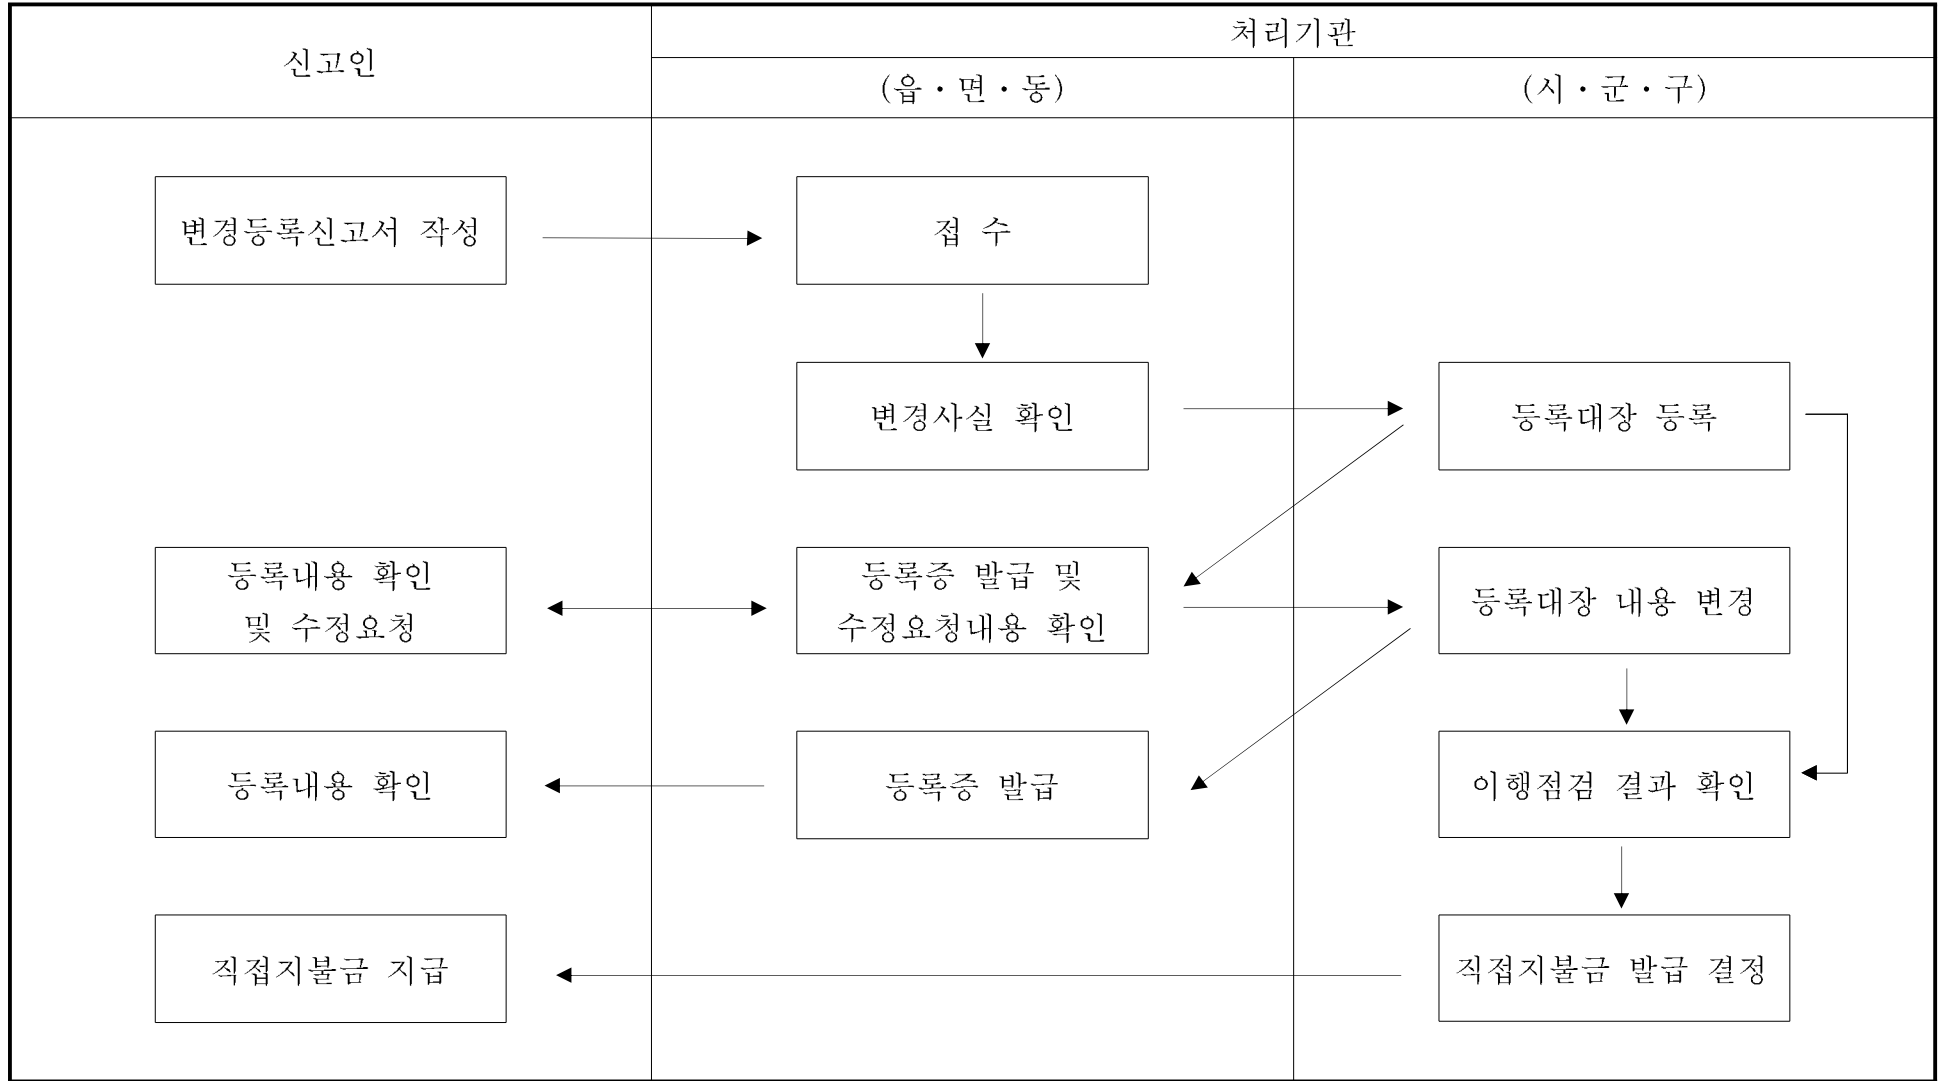 신고인
처리기관
(읍·면·동)
(시·군·구)
변경등록신고서 작성
접 수
변경사실 확인
등록대장 등록
등록내용 확인
및 수정요청
등록증 발급 및
수정요청내용 확인
등록대장 내용 변경
등록내용 확인
등록증 발급
이행점검 결과 확인
직접지불금 지급
직접지불금 발급 결정